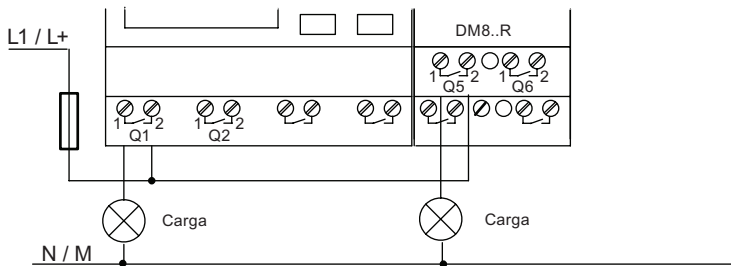 DM8..R
L1 / L+
1 2 1 2
Q5 Q6
1 2 1 2
Q1 Q2
Carga Carga
N / M